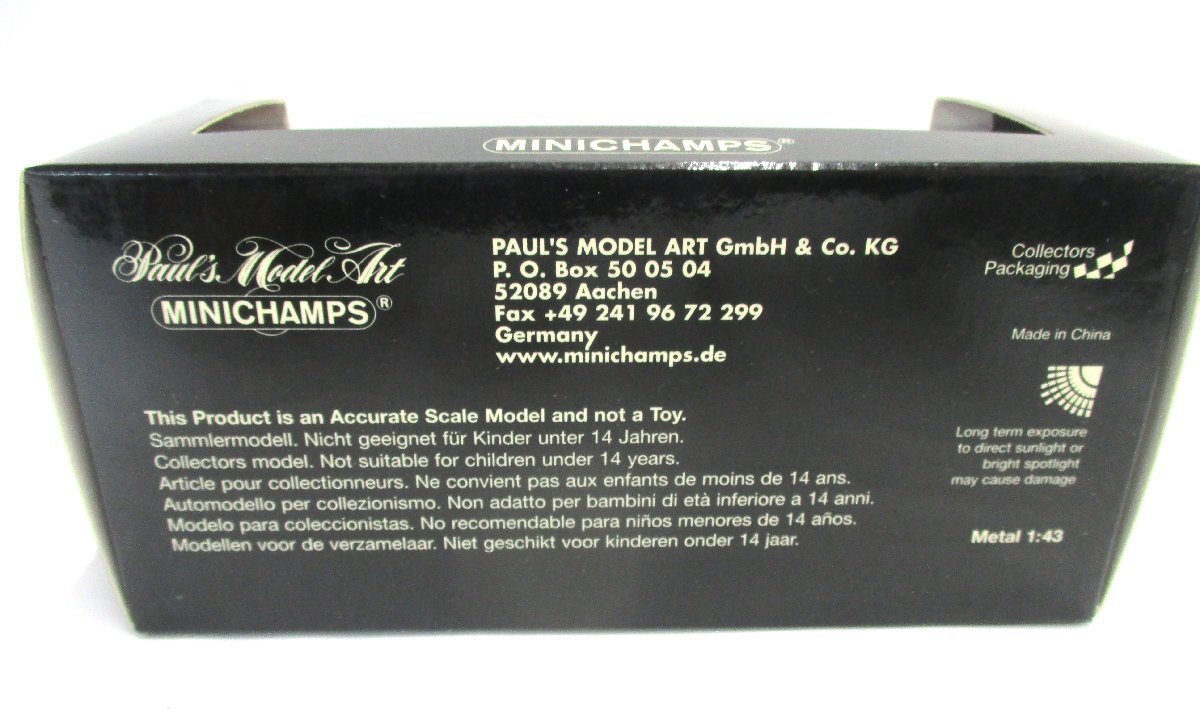 MINICHAMPS®
Paul's Model Art
MINICHAMPS®
PAUL'S MODEL ART GmbH & Co. KG
P. O. Box 50 05 04
52089 Aachen
Fax +49 241 96 72 299
Germany
www.minichamps.de
Collectors
Packaging
Made in China
This Product is an Accurate Scale Model and not a Toy.
Sammlermodell. Nicht geeignet für Kinder unter 14 Jahren.
Collectors model. Not suitable for children under 14 years.
Article pour collectionneurs. Ne convient pas aux enfants de moins de 14 ans.
Automodello per collezionismo. Non adatto per bambini di età inferiore a 14 anni.
Modelo para coleccionistas. No recomendable para niños menores de 14 años.
Modellen voor de verzamelaar. Niet geschikt voor kinderen onder 14 jaar.
Long term exposure
to direct sunlight or
bright spotlight
may cause damage
Metal 1:43